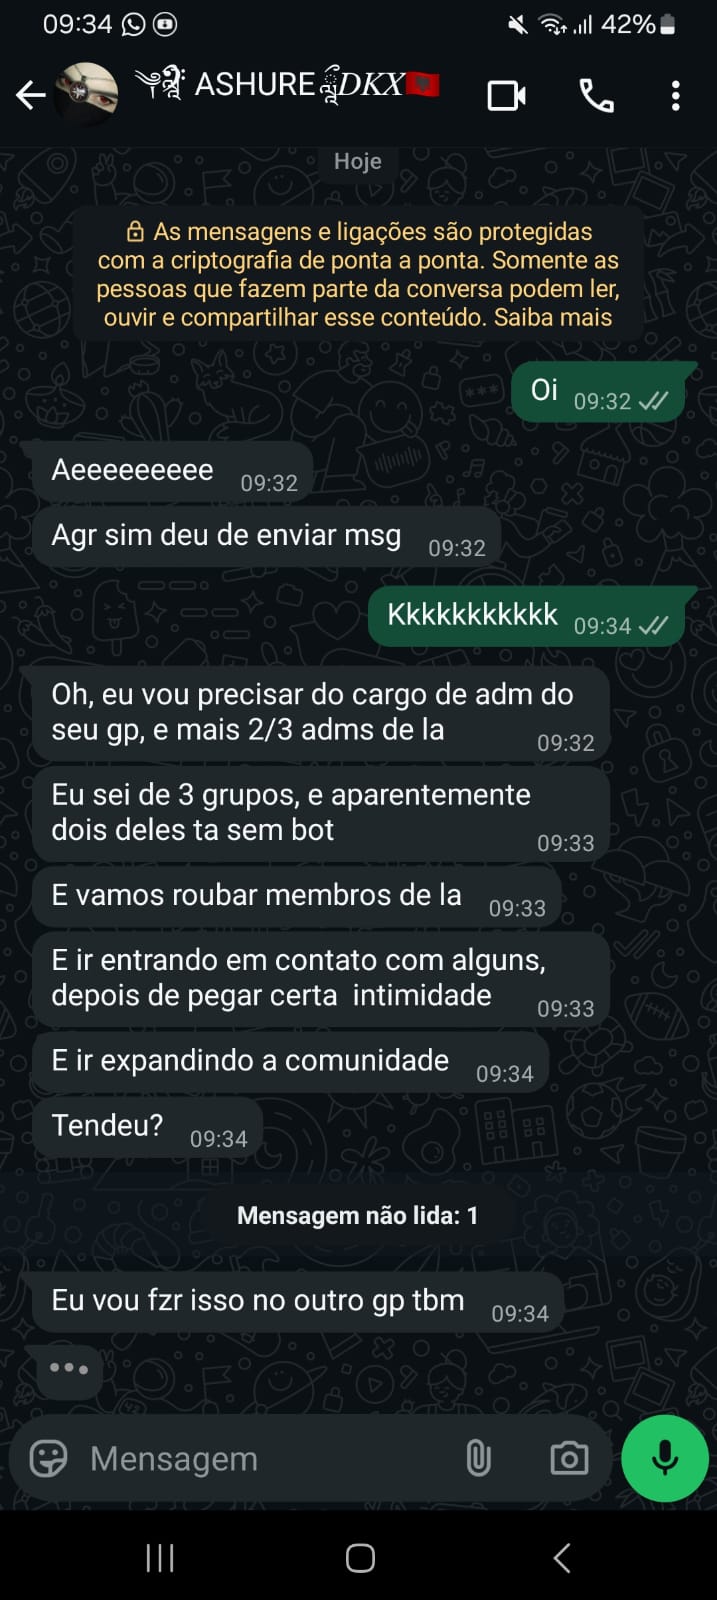 09:34 42%
ASHURE DKX
Hoje
As mensagens e ligações são protegidas
com a criptografia de ponta a ponta. Somente as
pessoas que fazem parte da conversa podem ler,
ouvir e compartilhar esse conteúdo. Saiba mais
Oi 09:32
Aeeeeeeeee 09:32
Agr sim deu de enviar msg 09:32
Kkkkkkkkkkk 09:34
Oh, eu vou precisar do cargo de adm do
seu gp, e mais 2/3 adms de la 09:32
Eu sei de 3 grupos, e aparentemente
dois deles ta sem bot 09:33
E vamos roubar membros de la 09:33
E ir entrando em contato com alguns,
depois de pegar certa intimidade 09:33
E ir expandindo a comunidade 09:34
Tendeu? 09:34
Mensagem não lida: 1
Eu vou fzr isso no outro gp tbm 09:34
Mensagem